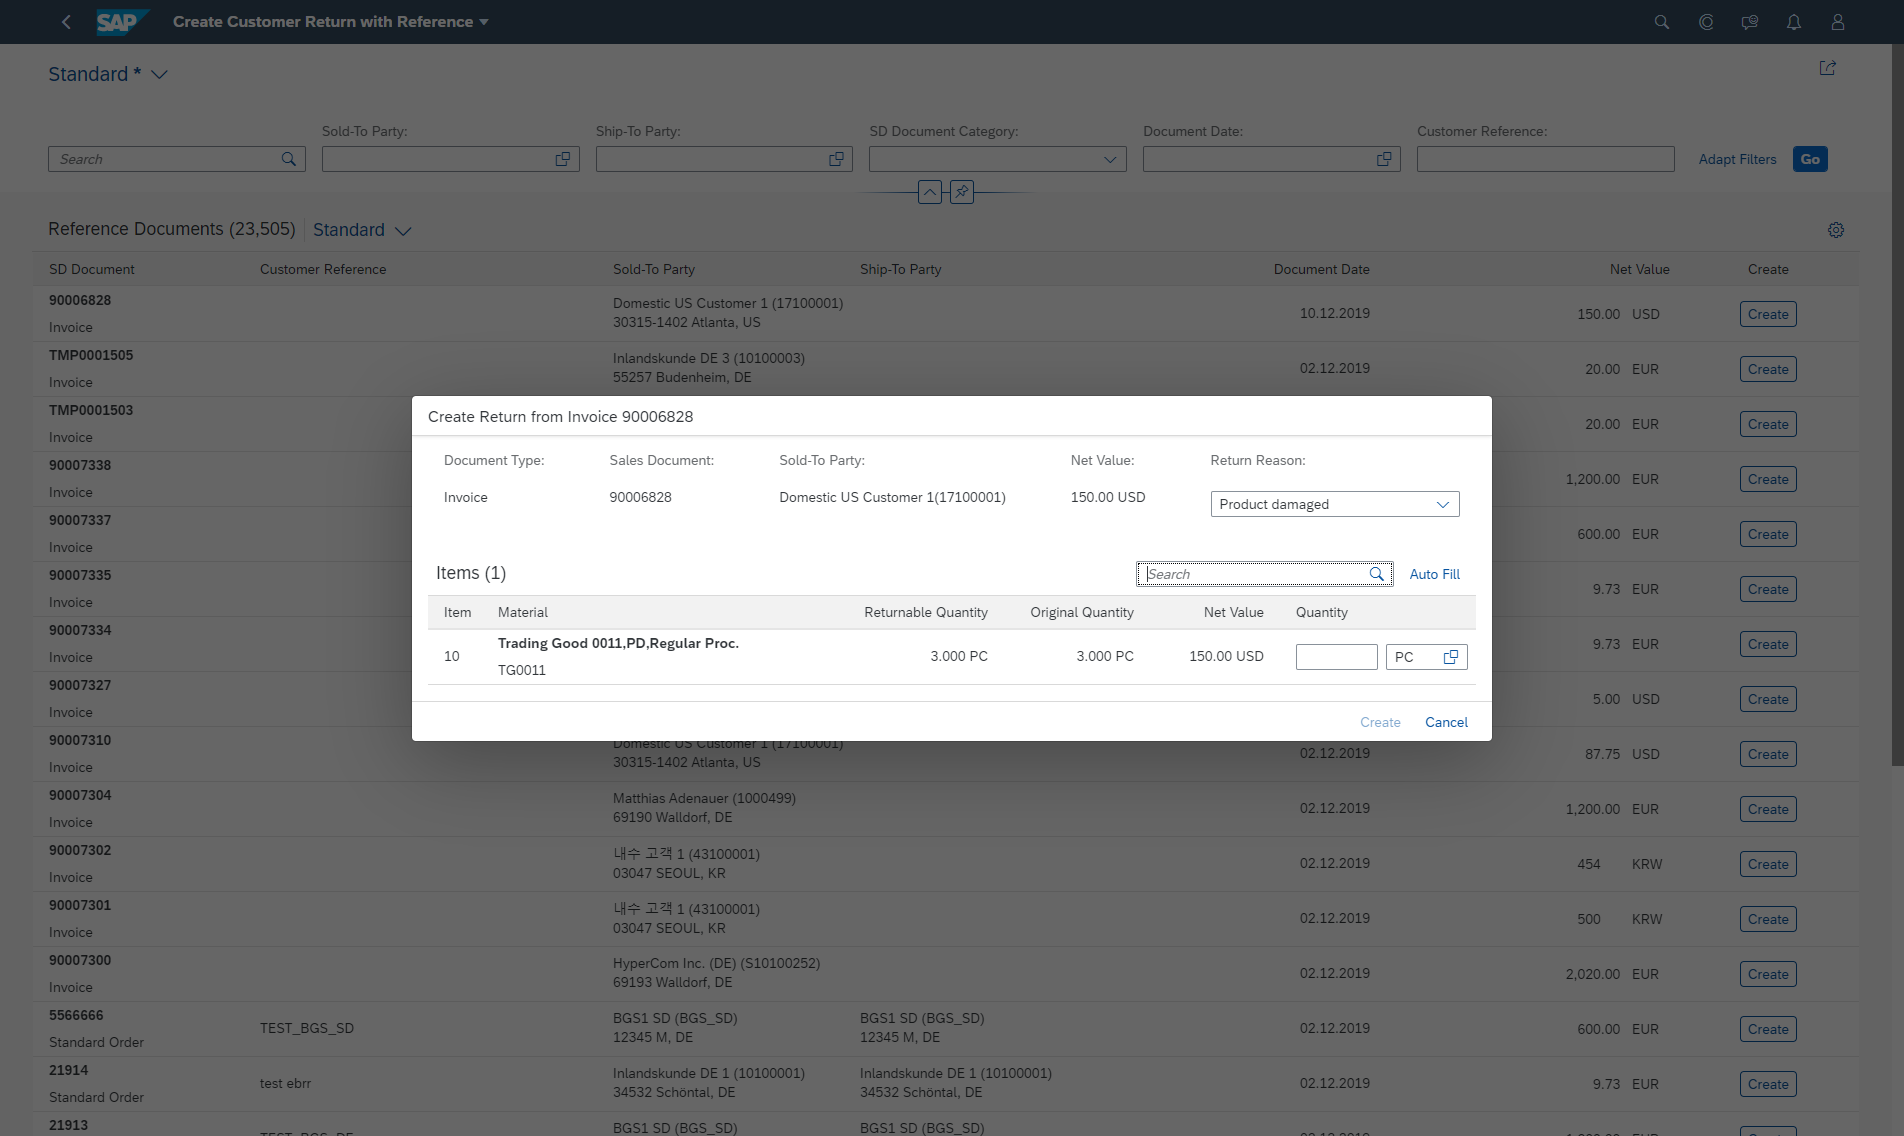 SAP Create Customer Return with Reference
Standard *
Sold-To Party: Ship-To Party: SD Document Category: Document Date: Customer Reference:
Search Adapt Filters Go
Reference Documents (23,505) Standard
SD Document Customer Reference Sold-To Party Ship-To Party Document Date Net Value Create
90006828
Invoice
Domestic US Customer 1 (17100001)
30315-1402 Atlanta, US
10.12.2019 150.00 USD Create
TMP0001505
Invoice
Inlandskunde DE 3 (10100003)
55257 Budenheim, DE
02.12.2019 20.00 EUR Create
TMP0001503
Invoice
20.00 EUR Create
90007338
Invoice
1,200.00 EUR Create
90007337
Invoice
600.00 EUR Create
90007335
Invoice
9.73 EUR Create
90007334
Invoice
9.73 EUR Create
90007327
Invoice
5.00 USD Create
Create Return from Invoice 90006828
Document Type: Sales Document: Sold-To Party: Net Value: Return Reason:
Invoice 90006828 Domestic US Customer 1(17100001) 150.00 USD Product damaged
Items (1) Search Auto Fill
Item Material Returnable Quantity Original Quantity Net Value Quantity
Trading Good 0011,PD,Regular Proc.
10 3.000 PC 3.000 PC 150.00 USD PC
TG0011
Create Cancel
90007310
Invoice
Domestic US Customer 1 (17100001)
30315-1402 Atlanta, US
02.12.2019 87.75 USD Create
90007304
Invoice
Matthias Adenauer (1000499)
69190 Walldorf, DE
02.12.2019 1,200.00 EUR Create
90007302
Invoice
내수 고객 1 (43100001)
03047 SEOUL, KR
02.12.2019 454 KRW Create
90007301
Invoice
내수 고객 1 (43100001)
03047 SEOUL, KR
02.12.2019 500 KRW Create
90007300
Invoice
HyperCom Inc. (DE) (S10100252)
69193 Walldorf, DE
02.12.2019 2,020.00 EUR Create
5566666
Standard Order
TEST_BGS_SD
BGS1 SD (BGS_SD)
12345 M, DE
BGS1 SD (BGS_SD)
12345 M, DE
02.12.2019 600.00 EUR Create
21914
Standard Order
test ebrr
Inlandskunde DE 1 (10100001)
34532 Schöntal, DE
Inlandskunde DE 1 (10100001)
34532 Schöntal, DE
02.12.2019 9.73 EUR Create
21913
BGS1 SD (BGS_SD)
BGS1 SD (BGS_SD)